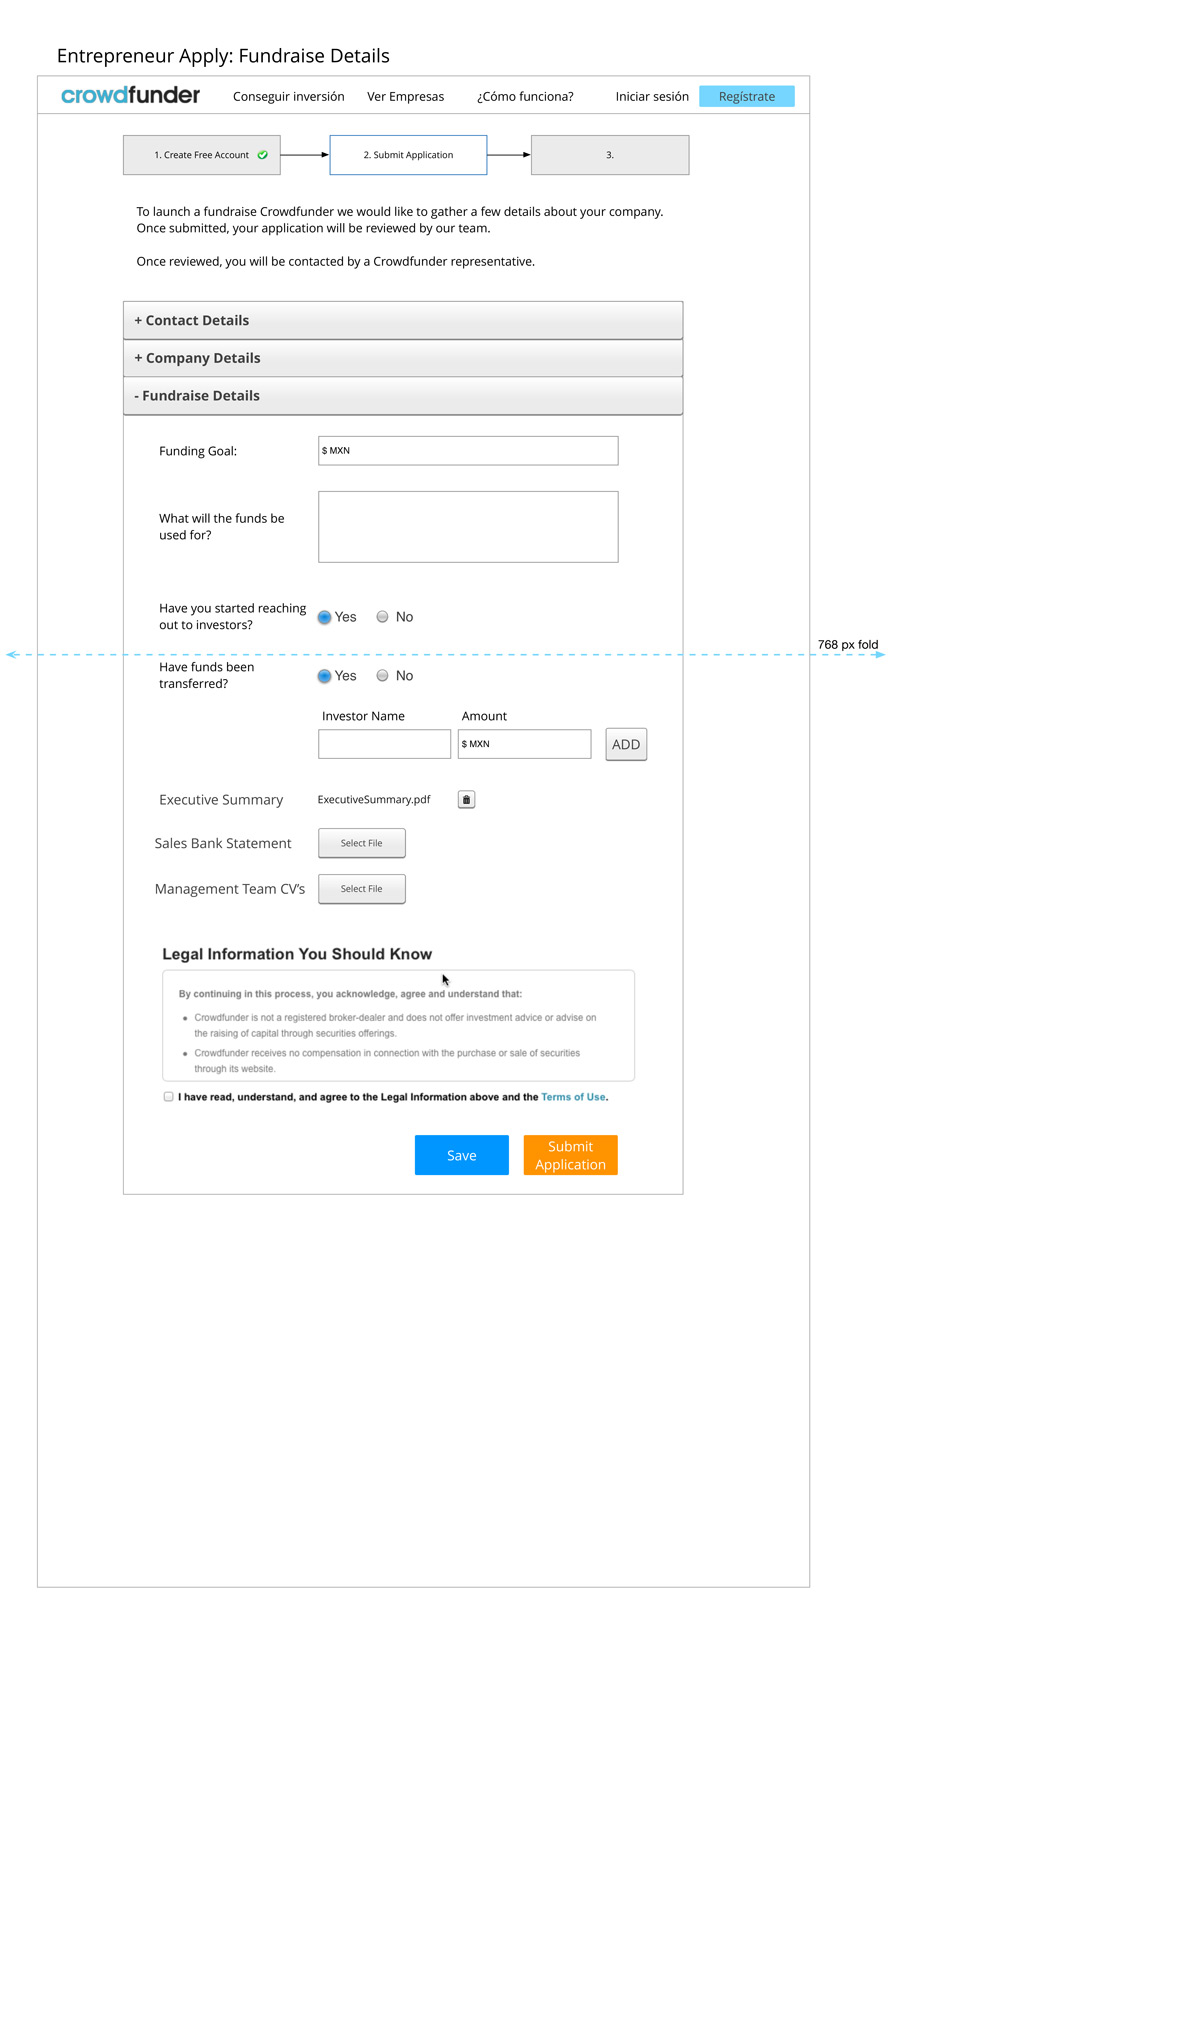 Entrepreneur Apply: Fundraise Details
crowdfunder Conseguir inversión Ver Empresas ¿Cómo funciona? Iniciar sesión Regístrate
1. Create Free Account 2. Submit Application 3.
To launch a fundraise Crowdfunder we would like to gather a few details about your company.
Once submitted, your application will be reviewed by our team.
Once reviewed, you will be contacted by a Crowdfunder representative.
+ Contact Details
+ Company Details
- Fundraise Details
Funding Goal: $ MXN
What will the funds be
used for?
Have you started reaching
out to investors? Yes No
768 px fold
Have funds been
transferred? Yes No
Investor Name Amount
$ MXN ADD
Executive Summary ExecutiveSummary.pdf
Sales Bank Statement Select File
Management Team CV's Select File
Legal Information You Should Know
By continuing in this process, you acknowledge, agree and understand that:
• Crowdfunder is not a registered broker-dealer and does not offer investment advice or advise on
the raising of capital through securities offerings.
• Crowdfunder receives no compensation in connection with the purchase or sale of securities
through its website.
I have read, understand, and agree to the Legal Information above and the Terms of Use.
Save
Submit
Application